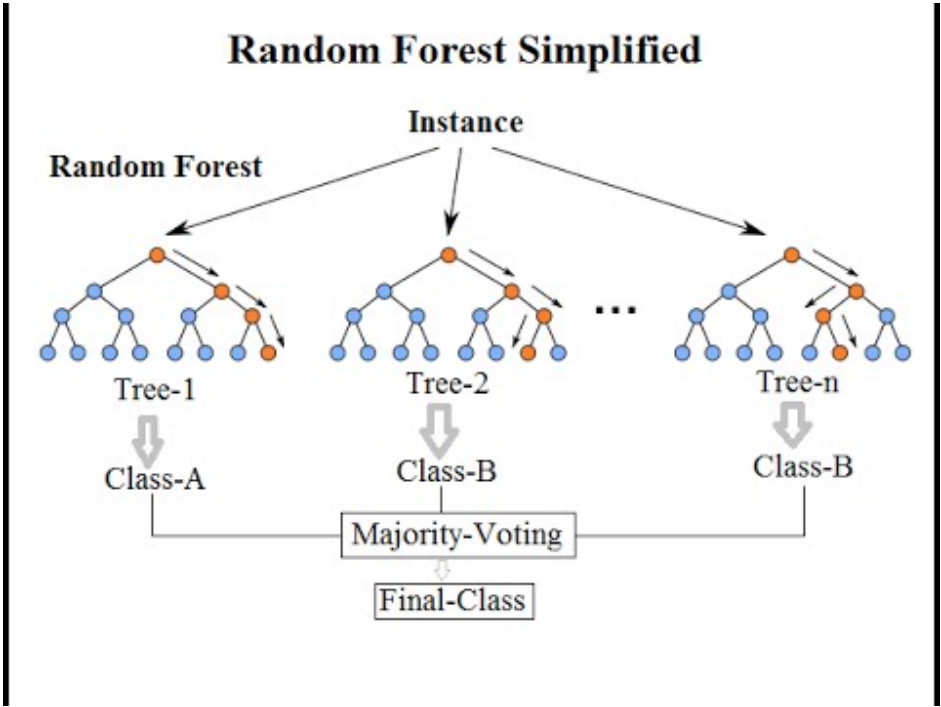 Random Forest Simplified
Instance
Random Forest
...
Tree-1
Tree-2
Tree-n
Class-A
Class-B
Class-B
Majority-Voting
Final-Class